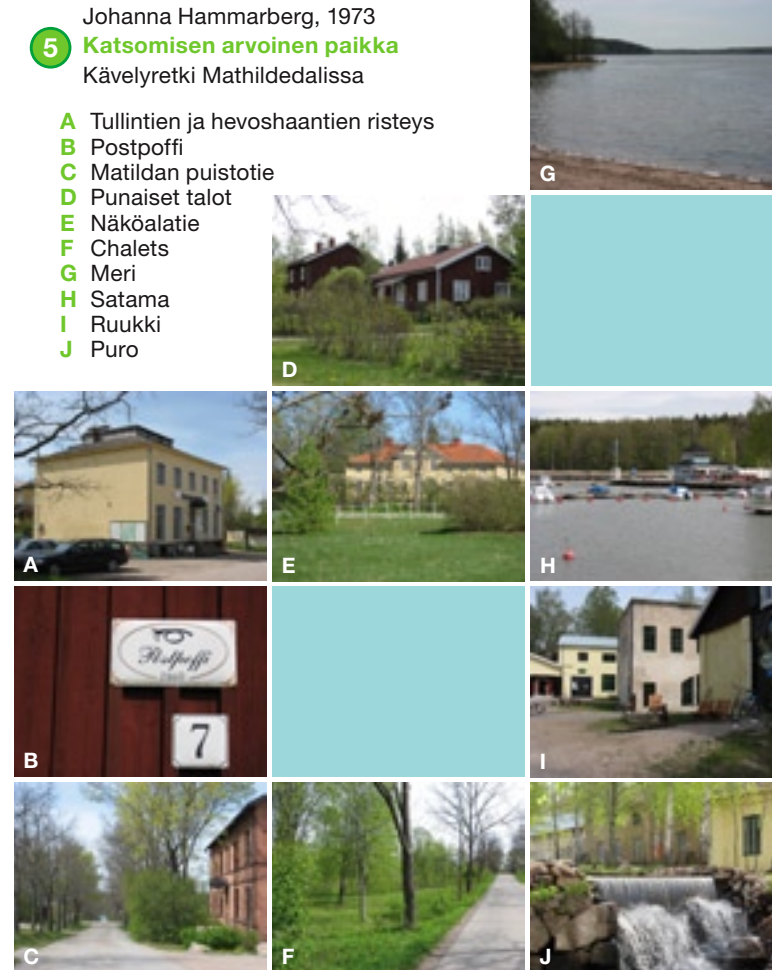 Johanna Hammarberg, 1973
5 Katsomisen arvoinen paikka
Kävelyretki Mathildedalissa
A Tullintien ja hevoshaantien risteys
B Postpoffi
C Matildan puistotie
D Punaiset talot
E Näköalatie
F Chalets
G Meri
H Satama
I Ruukki
J Puro
G
D
A
E
H
Postpoffi
7
B
I
C
F
J